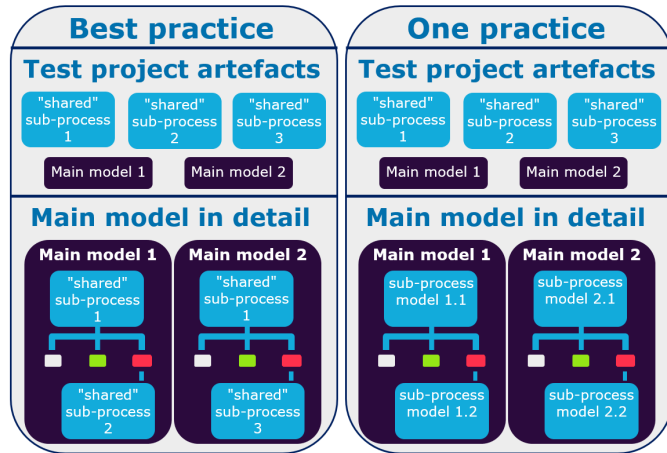 Best practice
Test project artefacts
"shared"
sub-process
1
"shared"
sub-process
2
"shared"
sub-process
3
Main model 1
Main model 2
Main model in detail
Main model 1
"shared"
sub-process
1
"shared"
sub-process
2
Main model 2
"shared"
sub-process
1
"shared"
sub-process
3
One practice
Test project artefacts
"shared"
sub-process
1
"shared"
sub-process
2
"shared"
sub-process
3
Main model 1
Main model 2
Main model in detail
Main model 1
sub-process
model 1.1
sub-process
model 1.2
Main model 2
sub-process
model 2.1
sub-process
model 2.2